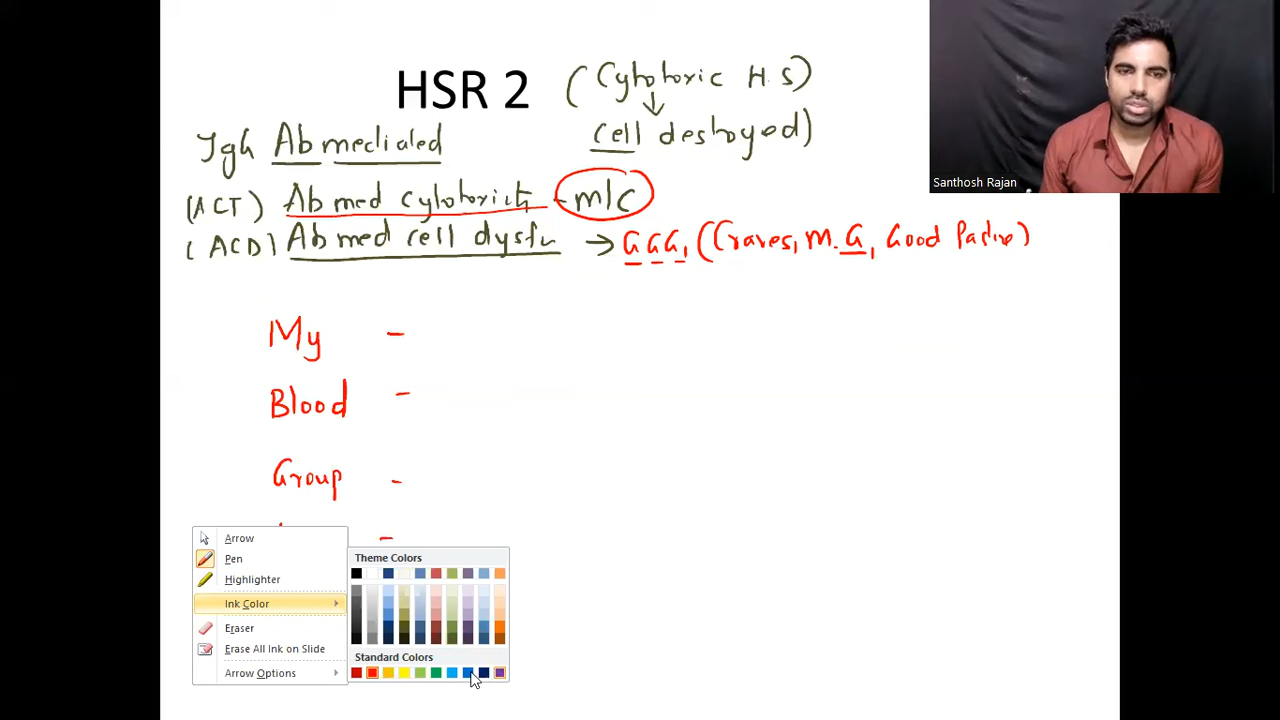 HSR 2 (Cytotoxic H.S)
cell destroyed)
IgG Ab mediated
(ACT) Ab med cytotoxicity - m/c
(ACD) Ab med cell dysfn → GGG, (Graves, M.G, Good Pasture)
My -
Blood -
Group -
-
Arrow
Pen
Highlighter
Ink Color
Eraser
Erase All Ink on Slide
Arrow Options
Theme Colors
Standard Colors
Santhosh Rajan